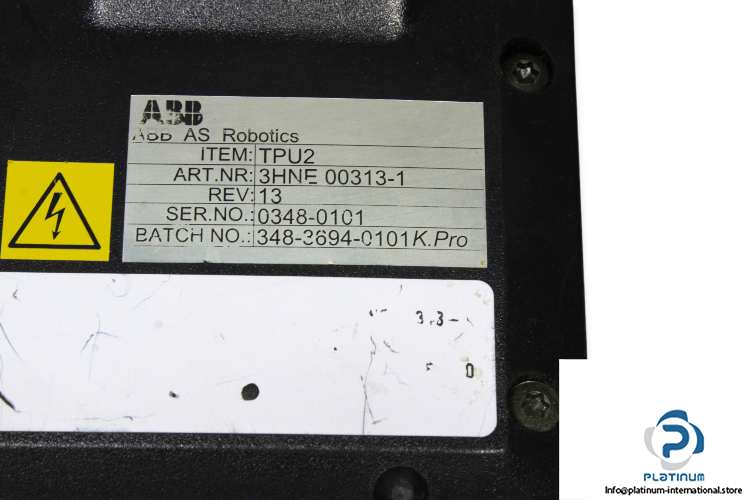 ABB
ABB AS Robotics
ITEM: TPU2
ART.NR: 3HNE 00313-1
REV: 13
SER.NO.: 0348-0101
BATCH NO.: 348-3694-0101K.Pro
PLATINUM
Info@platinum-international.store